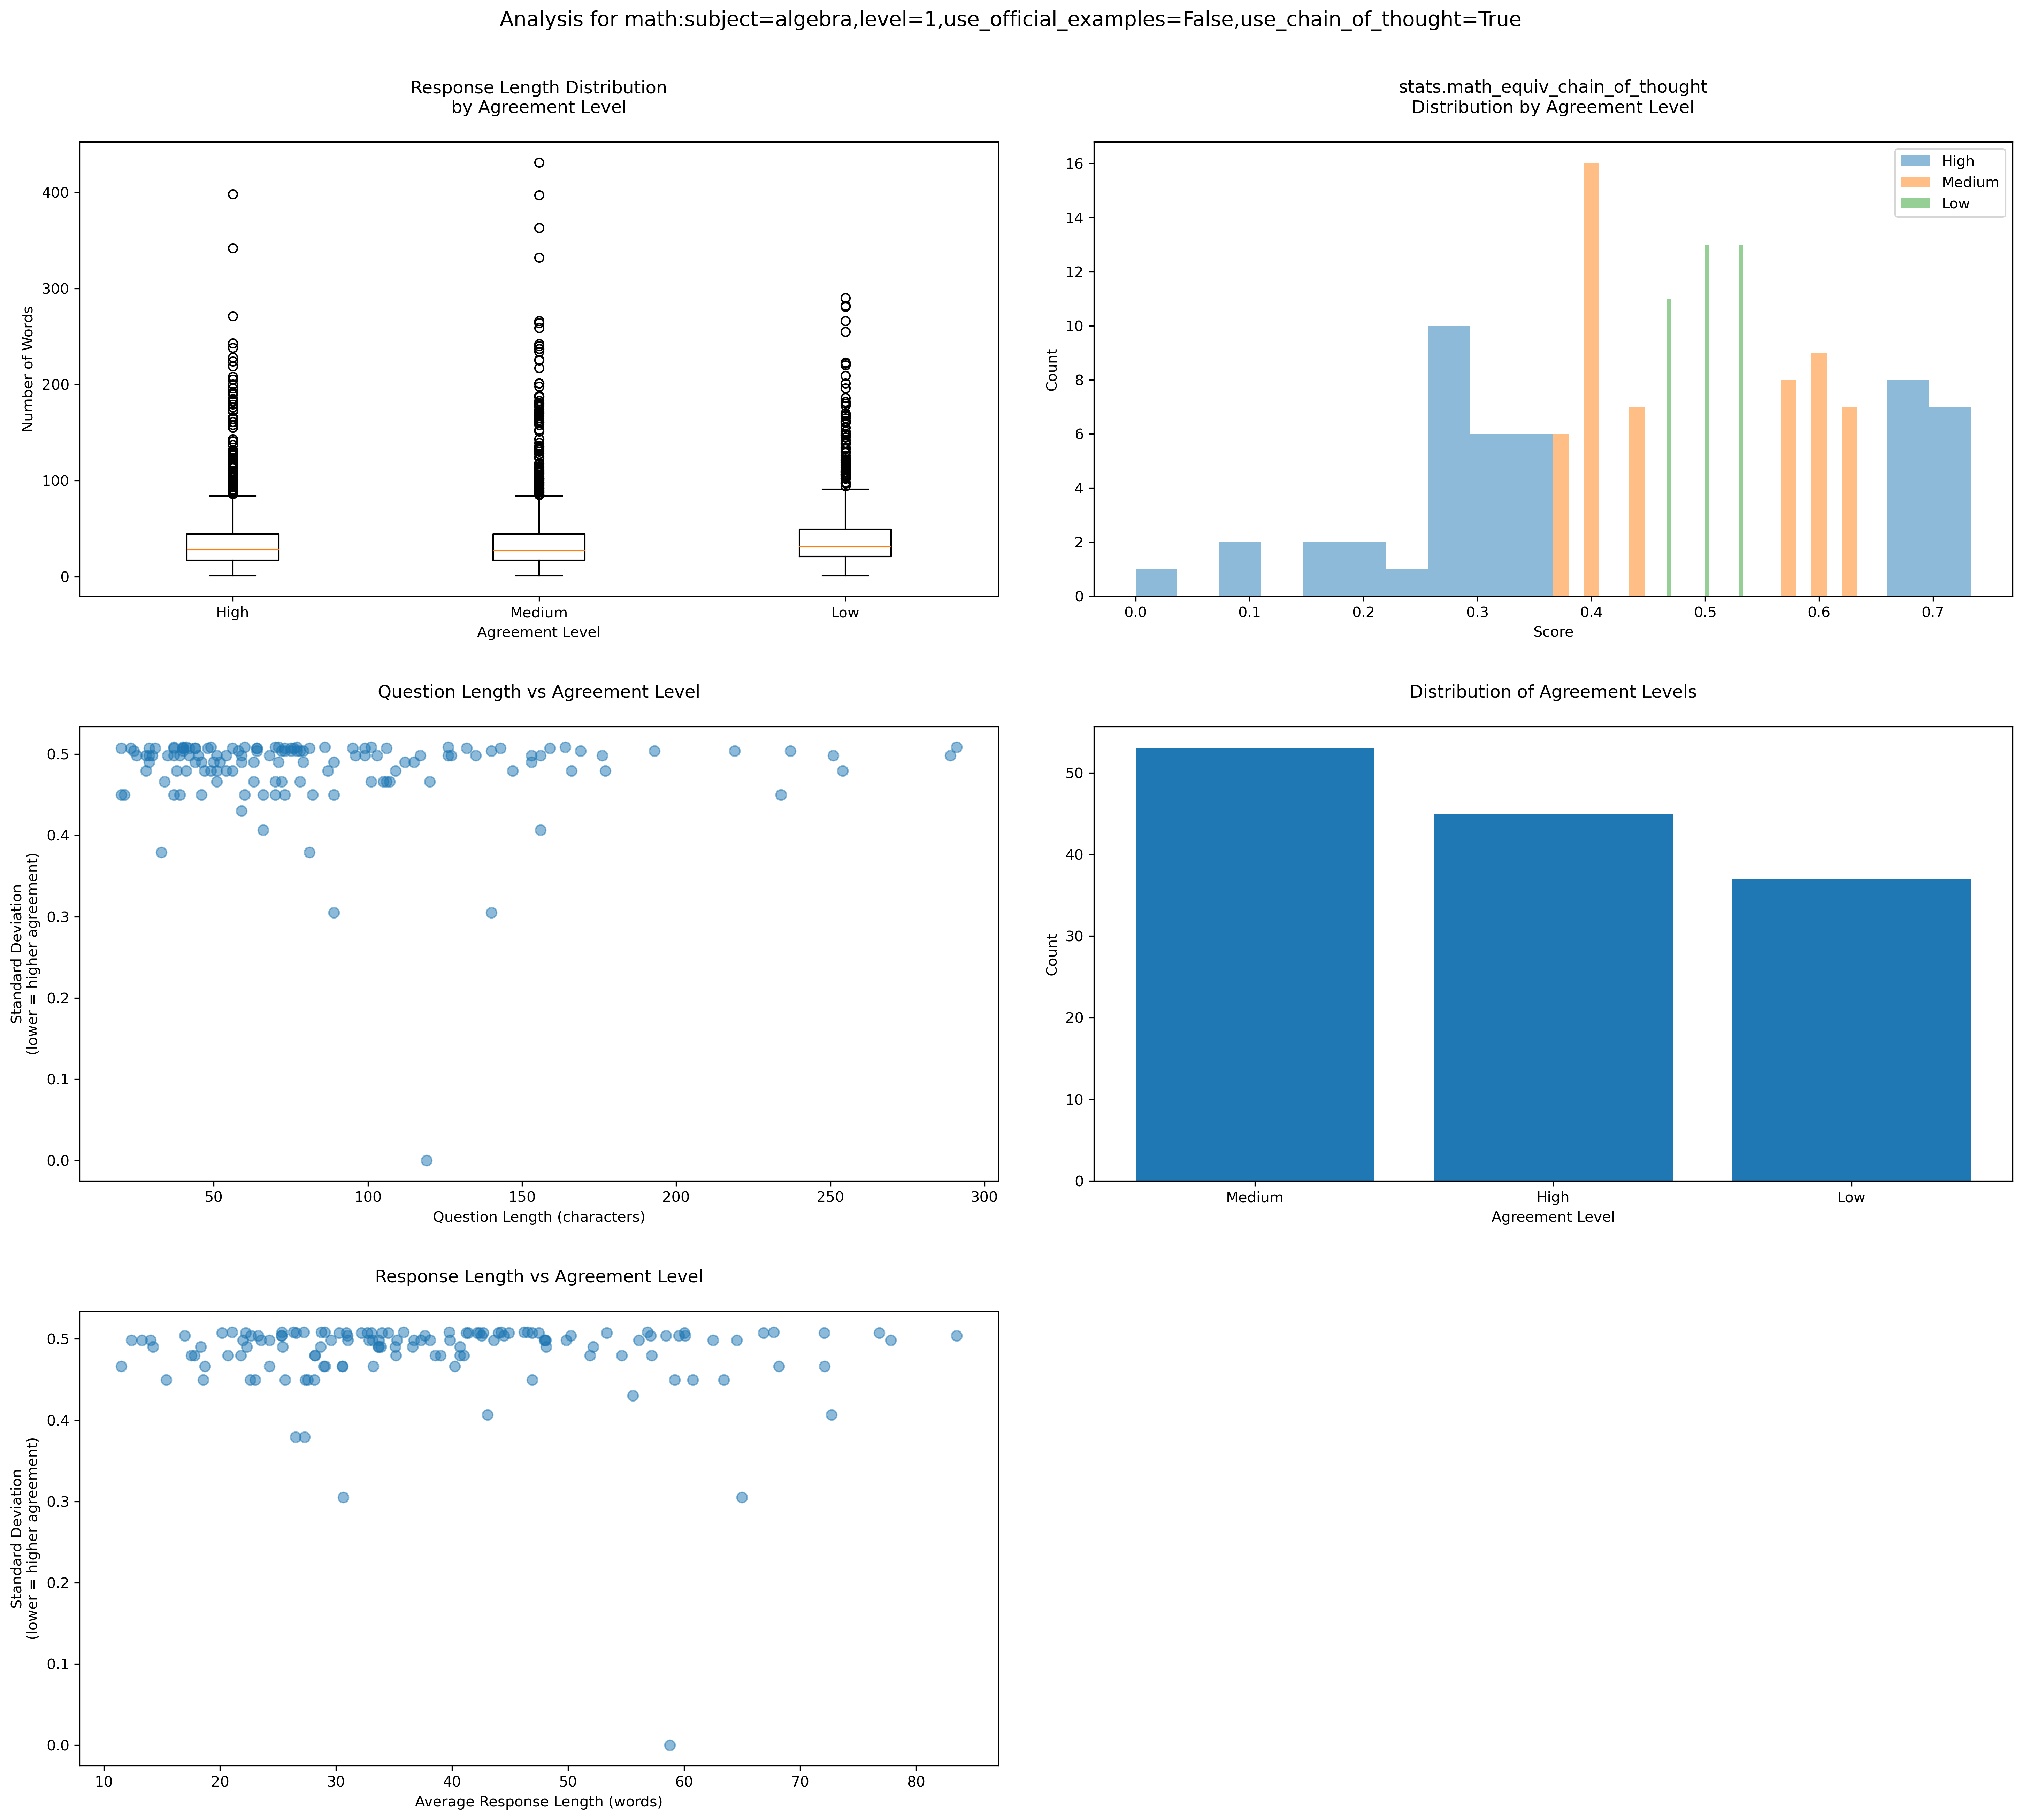 Analysis for math:subject=algebra,level=1,use_official_examples=False,use_chain_of_thought=True
Response Length Distribution
by Agreement Level
Number of Words
400
300
200
100
0
High
Medium
Low
Agreement Level
stats.math_equiv_chain_of_thought
Distribution by Agreement Level
High
Medium
Low
Count
16
14
12
10
8
6
4
2
0
0.0
0.1
0.2
0.3
0.4
0.5
0.6
0.7
Score
Question Length vs Agreement Level
Standard Deviation
(lower = higher agreement)
0.5
0.4
0.3
0.2
0.1
0.0
50
100
150
200
250
300
Question Length (characters)
Distribution of Agreement Levels
Count
50
40
30
20
10
0
Medium
High
Low
Agreement Level
Response Length vs Agreement Level
Standard Deviation
(lower = higher agreement)
0.5
0.4
0.3
0.2
0.1
0.0
10
20
30
40
50
60
70
80
Average Response Length (words)